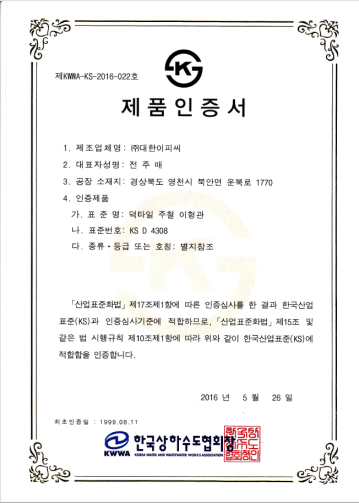 제KWWA-KS-2016-022호
제 품 인 증 서
1. 제 조 업 체 명 : ㈜대한이피씨
2. 대 표 자 성 명 : 전 주 매
3. 공장 소재지 : 경상북도 영천시 북안면 운북로 1770
4. 인증제품
가. 표 준 명 : 덕타일 주철 이형관
나. 표준번호 : KS D 4308
다. 종류・등급 또는 호칭 : 별지참조
「산업표준화법」제17조제1항에 따른 인증심사를 한 결과 한국산업
표준(KS)과 인증심사기준에 적합하므로,「산업표준화법」제15조 및
같은 법 시행규칙 제10조제1항에 따라 위와 같이 한국산업표준(KS)에
적합함을 인증합니다.
2016 년 5 월 26 일
최초인증일 : 1999.08.11
한국상하수도협회장
KWWA KOREA WATER AND WASTEWATER WORKS ASSOCIATION